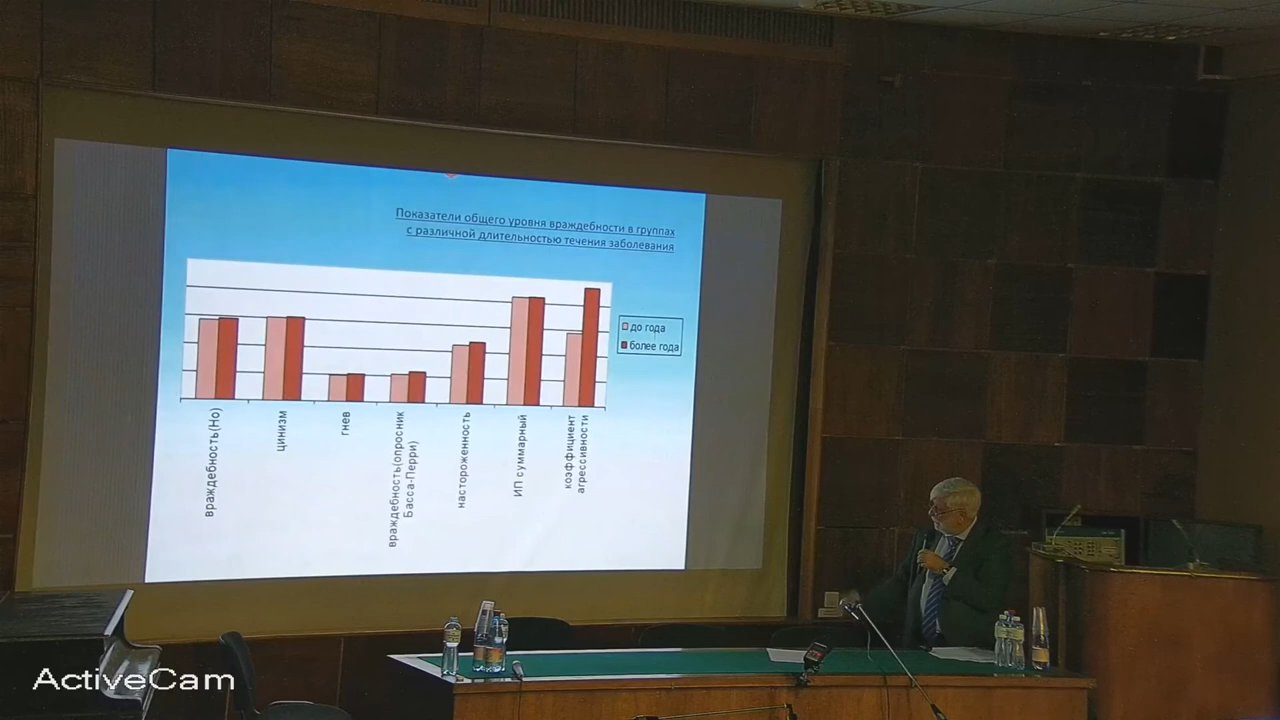 Показатели общего уровня враждебности в группах
с различной длительностью течения заболевания
до года
более года
враждебность(Но)
цинизм
гнев
враждебность(опросник
Басса-Перри)
настороженность
ИП суммарный
коэффициент
агрессивности
ActiveCam